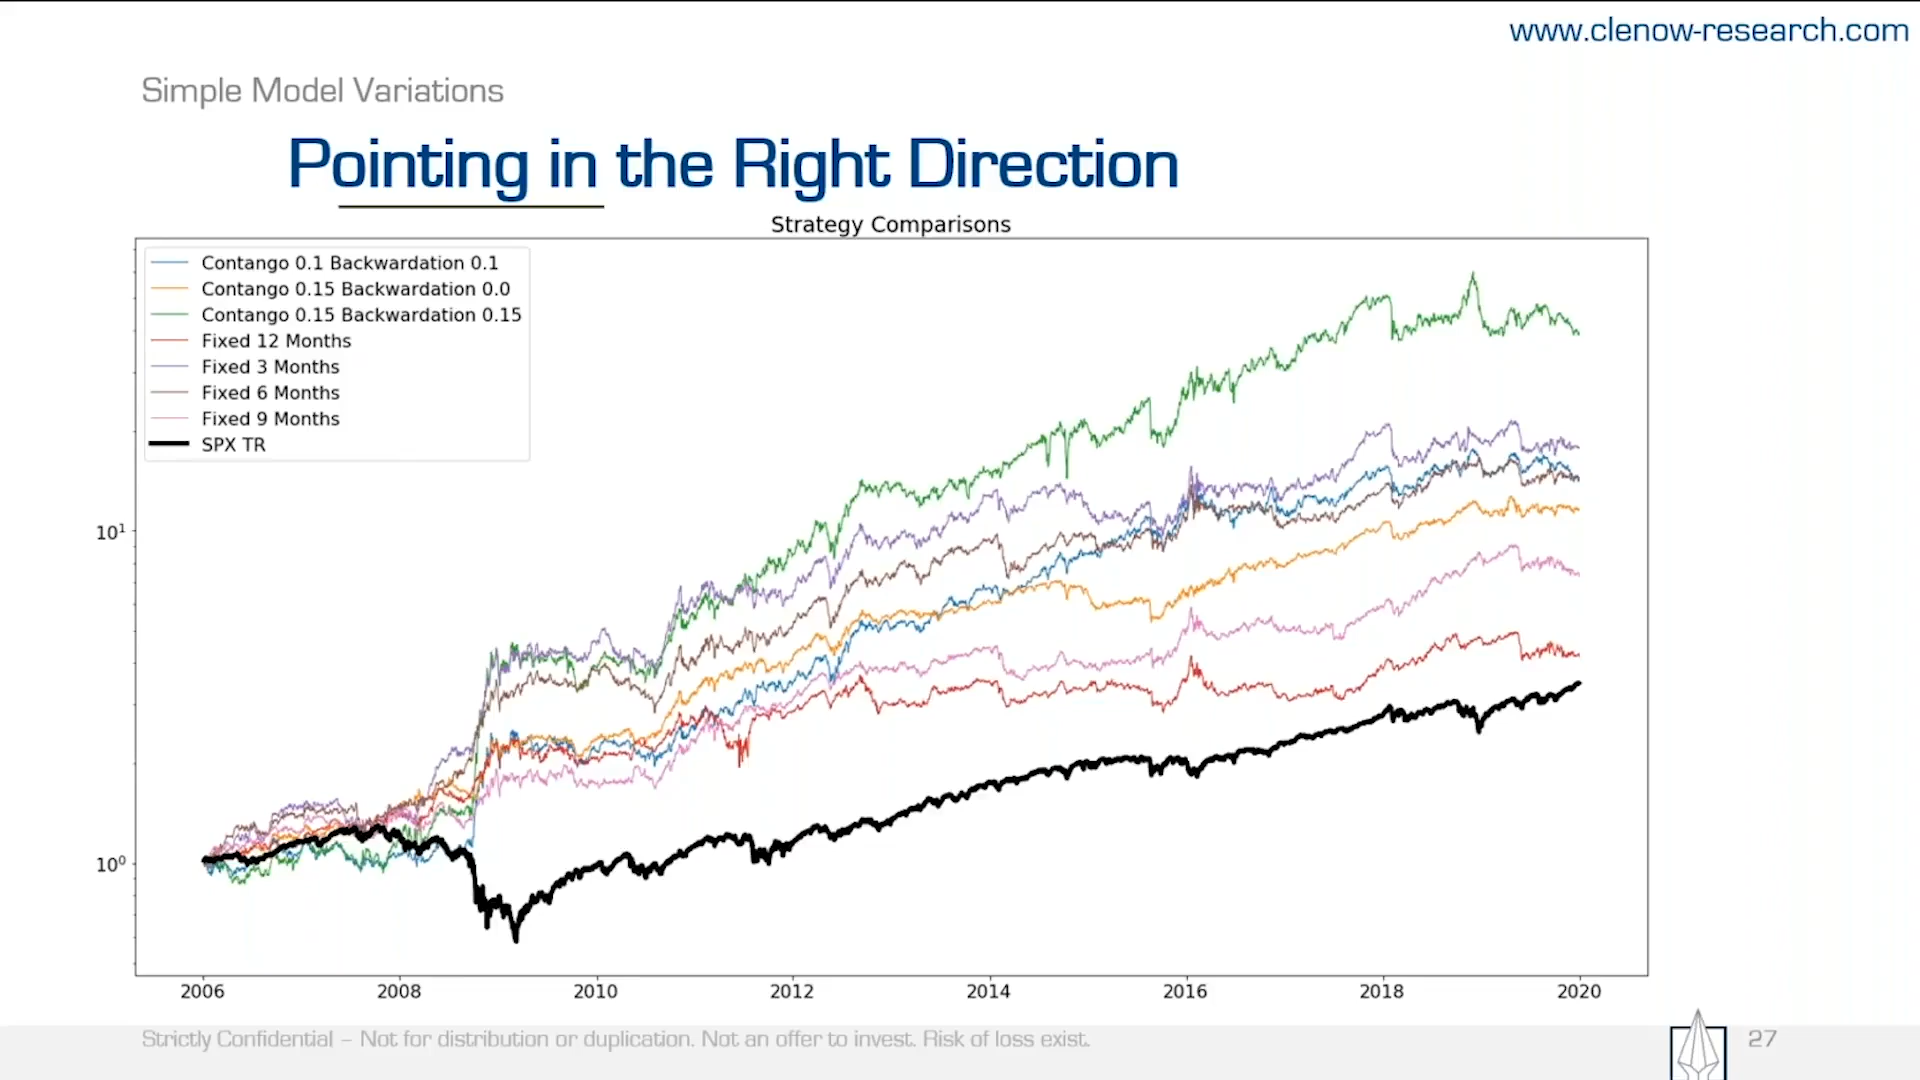 www.clenow-research.com
Simple Model Variations
Pointing in the Right Direction
Strategy Comparisons
Contango 0.1 Backwardation 0.1
Contango 0.15 Backwardation 0.0
Contango 0.15 Backwardation 0.15
Fixed 12 Months
Fixed 3 Months
Fixed 6 Months
Fixed 9 Months
SPX TR
10¹
10⁰
2006 2008 2010 2012 2014 2016 2018 2020
Strictly Confidential – Not for distribution or duplication. Not an offer to invest. Risk of loss exist.
27